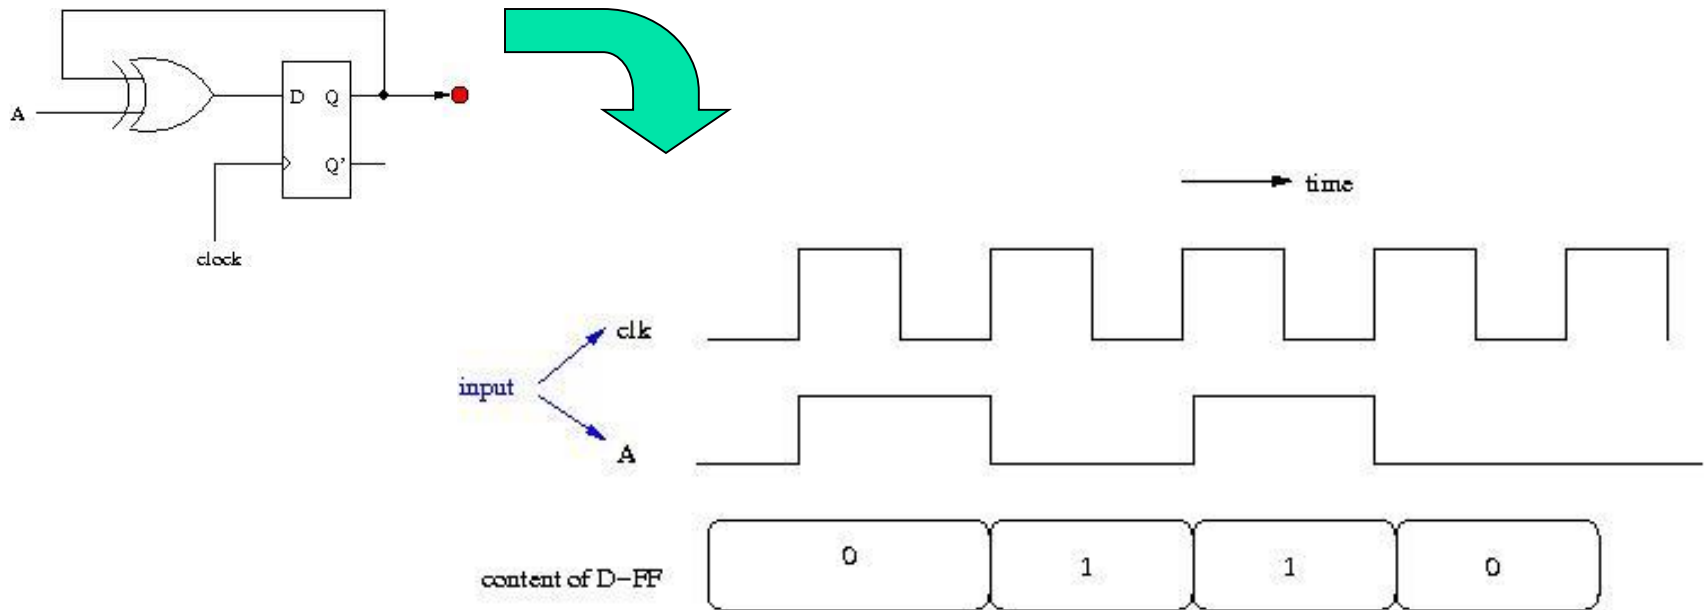 A
D Q
Q'
clock
time
clk
input
A
content of D-FF
0
1
1
0